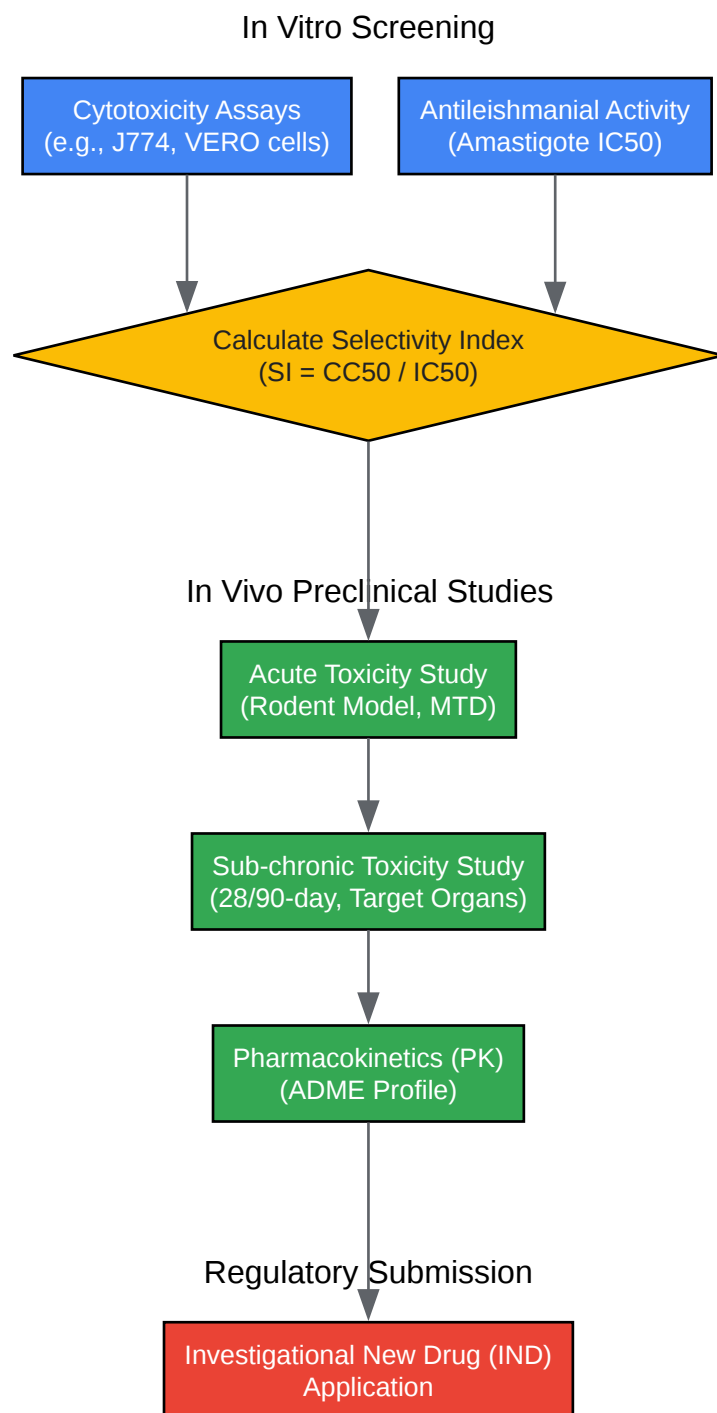 In Vitro Screening
Cytotoxicity Assays
(e.g., J774, VERO cells)
Antileishmanial Activity
(Amastigote IC50)
Calculate Selectivity Index
(SI = CC50 / IC50)
In Vivo Preclinical Studies
Acute Toxicity Study
(Rodent Model, MTD)
Sub-chronic Toxicity Study
(28/90-day, Target Organs)
Pharmacokinetics (PK)
(ADME Profile)
Regulatory Submission
Investigational New Drug (IND)
Application